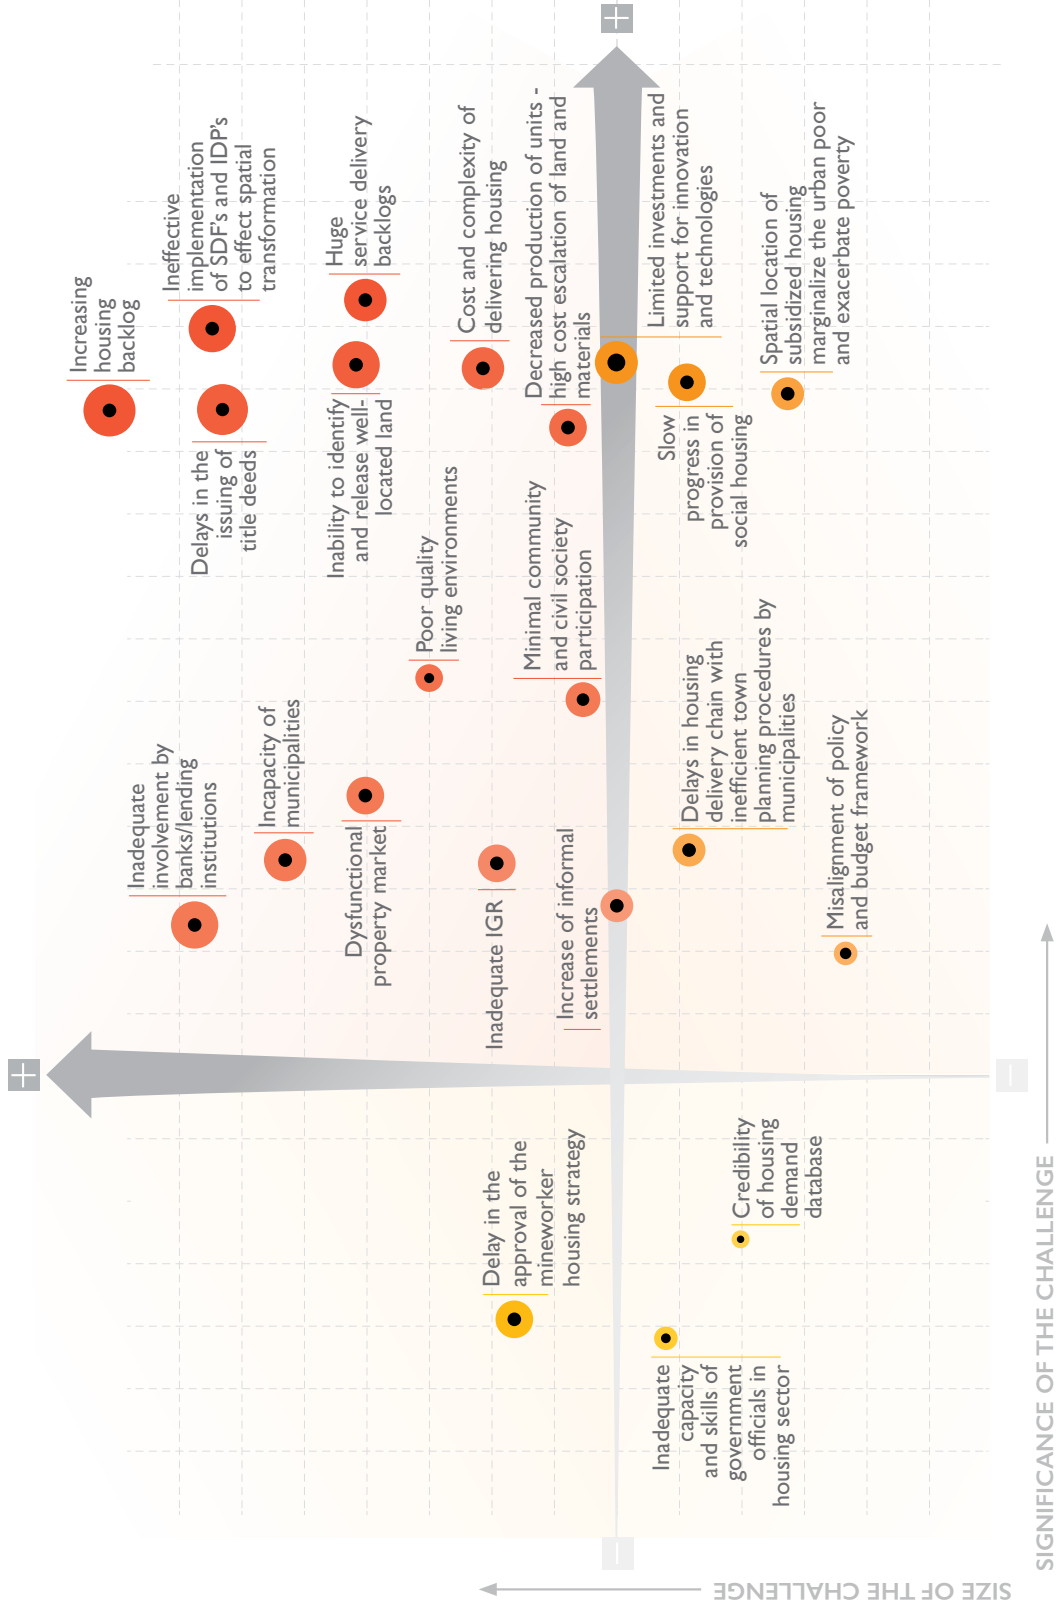 Increasing
housing
backlog
Ineffective
implementation
of SDF's and IDP's
to effect spatial
transformation
Delays in the
issuing of
title deeds
Huge
service delivery
backlogs
Inability to identify
and release well-
located land
Cost and complexity of
delivering housing
Decreased production of units -
high cost escalation of land and
materials
Limited investments and
support for innovation
and technologies
Slow
progress in
provision of
social housing
Spatial location of
subsidized housing
marginalize the urban poor
and exacerbate poverty
Poor quality
living environments
Minimal community
and civil society
participation
Inadequate
involvement by
banks/lending
institutions
Incapacity of
municipalities
Dysfunctional
property market
Inadequate IGR
Increase of informal
settlements
Delays in housing
delivery chain with
inefficient town
planning procedures by
municipalities
Misalignment of policy
and budget framework
Delay in the
approval of the
mineworker
housing strategy
Credibility
of housing
demand
database
Inadequate
capacity
and skills of
government
officials in
housing sector
SIZE OF THE CHALLENGE
SIGNIFICANCE OF THE CHALLENGE